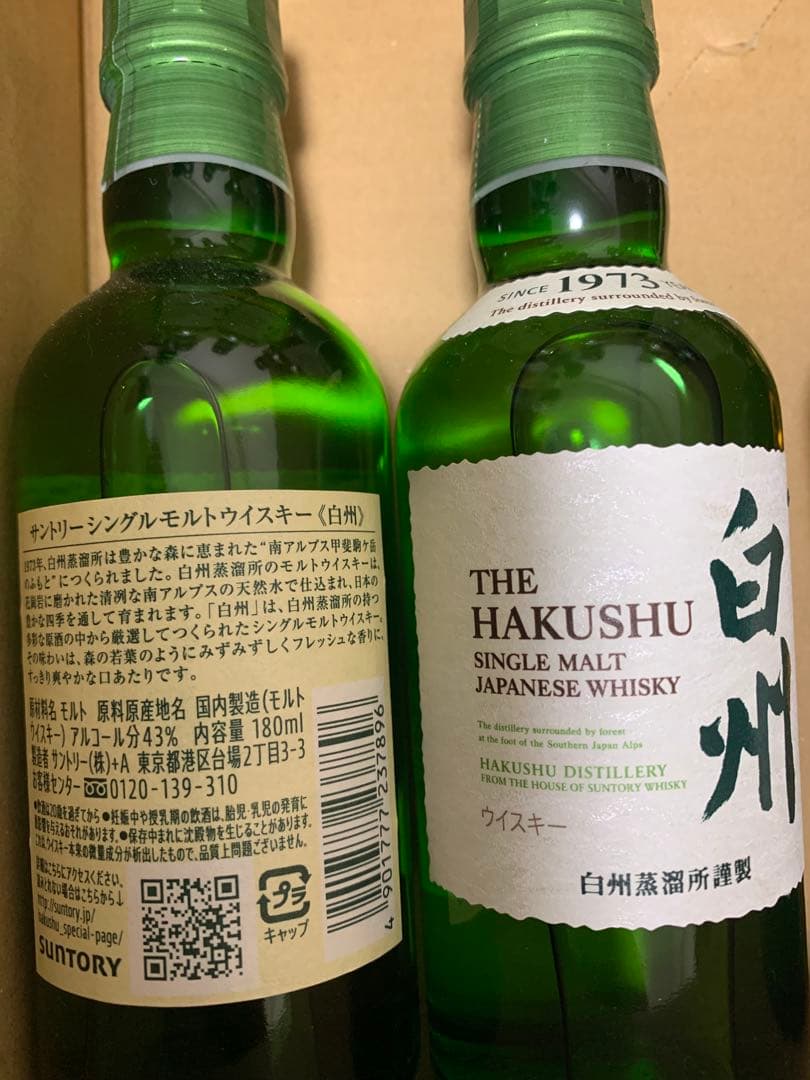 サントリーシングルモルトウイスキー《白州》
1973年、白州蒸溜所は豊かな森に恵まれた“南アルプス甲斐駒ヶ岳
のふもと”につくられました。白州蒸溜所のモルトウイスキーは、
花崗岩に磨かれた清冽な南アルプスの天然水で仕込まれ、日本の
豊かな四季を通して育まれます。「白州」は、白州蒸溜所の持つ
多彩な原酒の中から厳選してつくられたシングルモルトウイスキー。
その味わいは、森の若葉のようにみずみずしくフレッシュな香りに、
すっきり爽やかな口あたりです。
原材料名 モルト 原料原産地名 国内製造(モルト
ウイスキー) アルコール分43% 内容量 180ml
製造者 サントリー(株)+A 東京都港区台場2丁目3-3
お客様センター 0120-139-310
●飲酒は20歳を過ぎてから ●妊娠中や授乳期の飲酒は、胎児・乳児の発育に
悪影響を与えるおそれがあります。●保存中まれに沈殿物を生じることがあります。
これは、ウイスキー本来の微量成分が析出したもので、品質上問題ございません。
詳細はこちらにアクセスください。
読みとれない場合はこちらから↓
http://suntory.jp/
hakushu_special-page/
SUNTORY
プラ
キャップ
4 901777 237896
SINCE 1973
The distillery surrounded by
THE
HAKUSHU
SINGLE MALT
JAPANESE WHISKY
白州
The distillery surrounded by forest
at the foot of the Southern Japan Alps
HAKUSHU DISTILLERY
FROM THE HOUSE OF SUNTORY WHISKY
ウイスキー
白州蒸溜所謹製